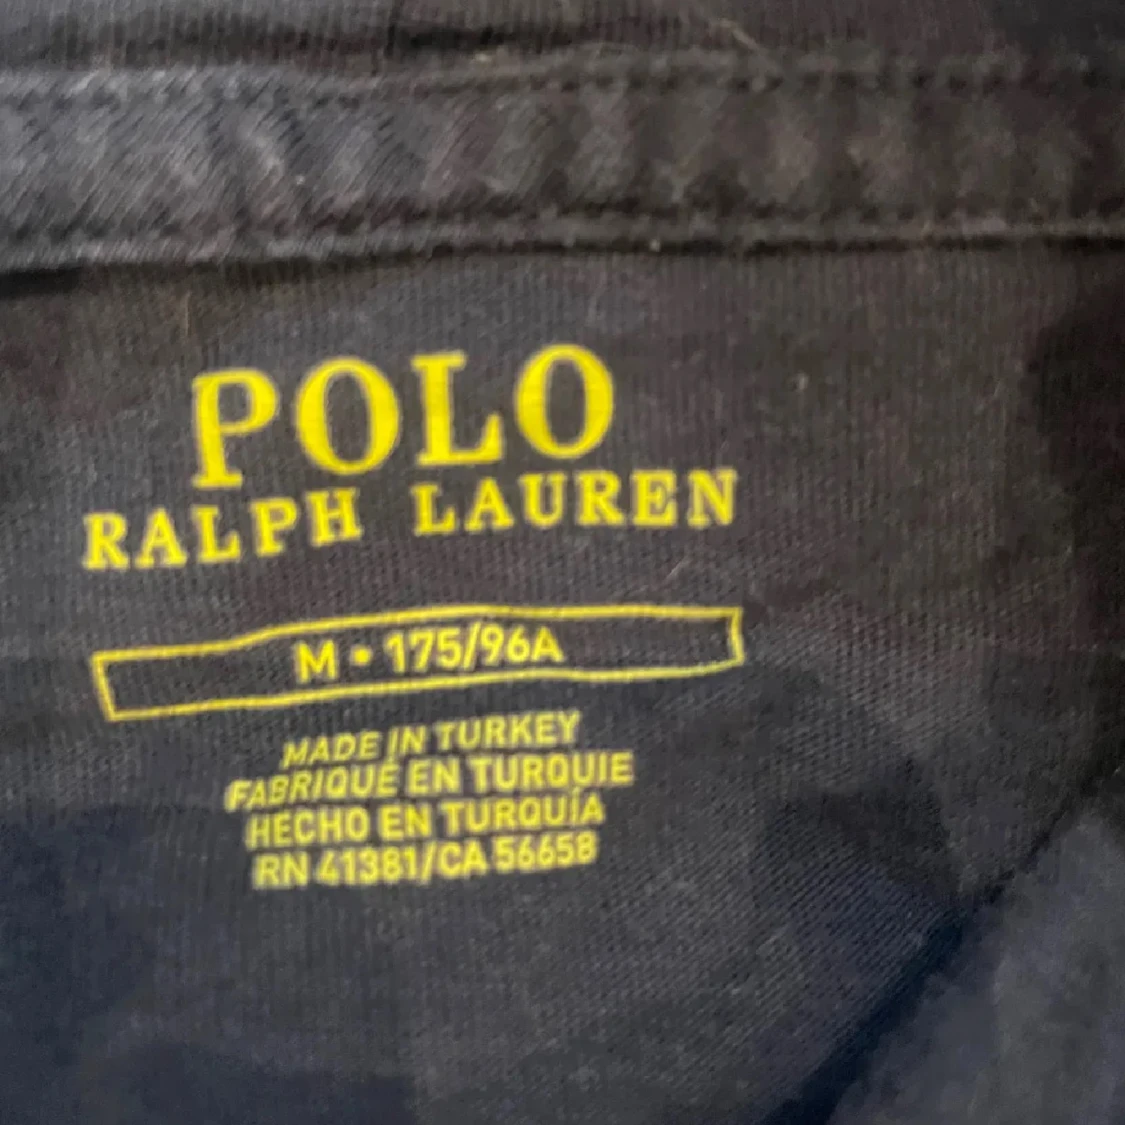 POLO
RALPH LAUREN
M • 175/96A
MADE IN TURKEY
FABRIQUÉ EN TURQUIE
HECHO EN TURQUÍA
RN 41381/CA 56658